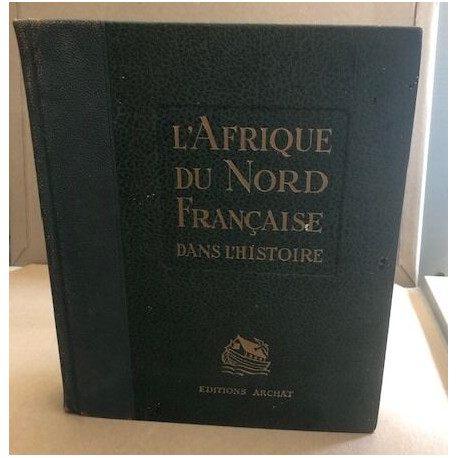 L'AFRIQUE
DU NORD
FRANÇAISE
DANS L'HISTOIRE
EDITIONS ARCHAT